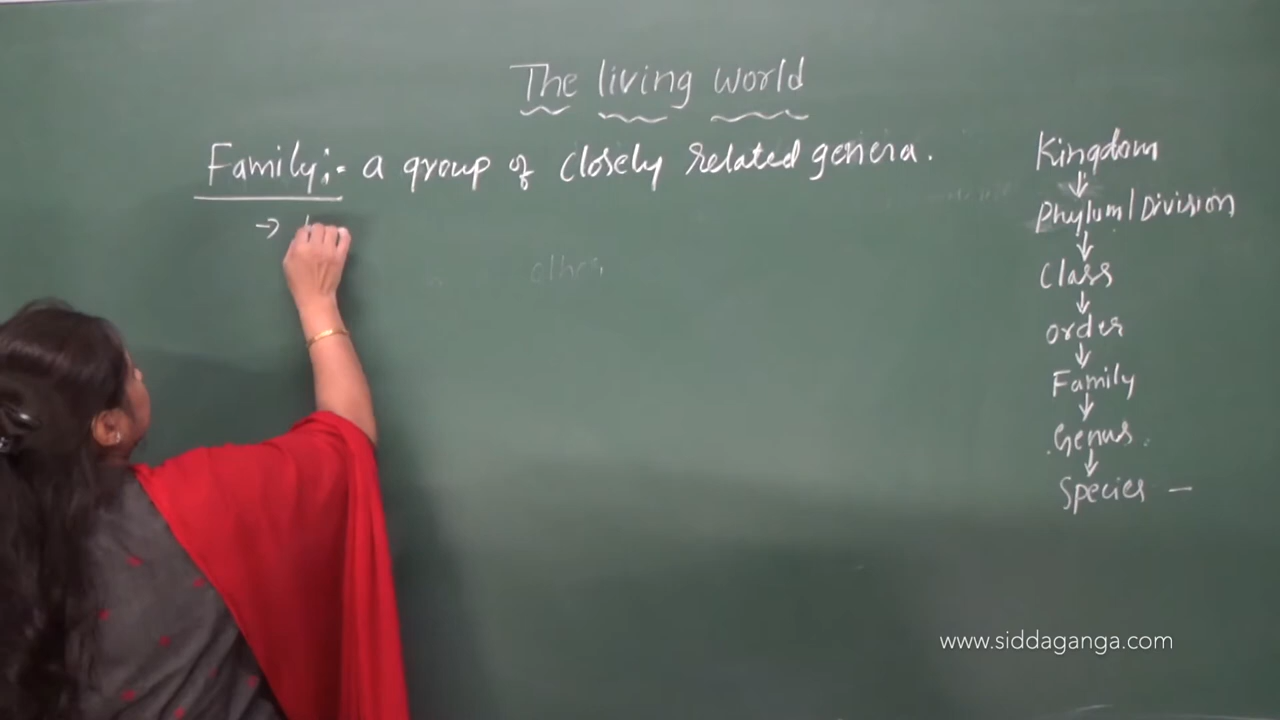 The living world
Family:- a group of closely related genera.
→
other
Kingdom
↓
Phylum/Division
↓
Class
↓
order
↓
Family
↓
Genus
↓
Species —
www.siddaganga.com